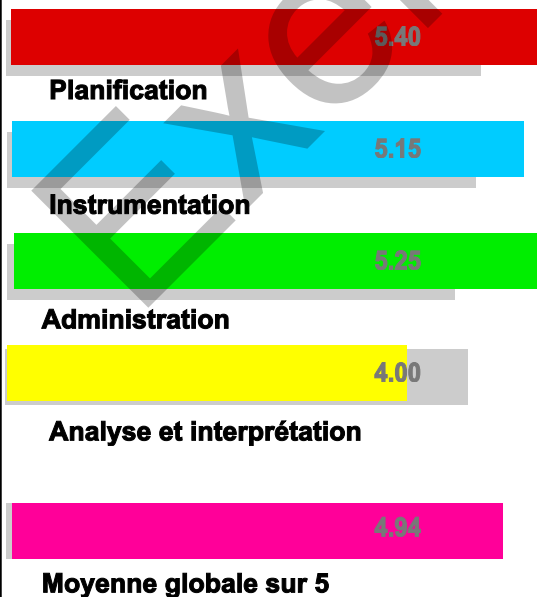 5.40
Planification
5.15
Instrumentation
5.25
Administration
4.00
Analyse et interprétation
4.94
Moyenne globale sur 5